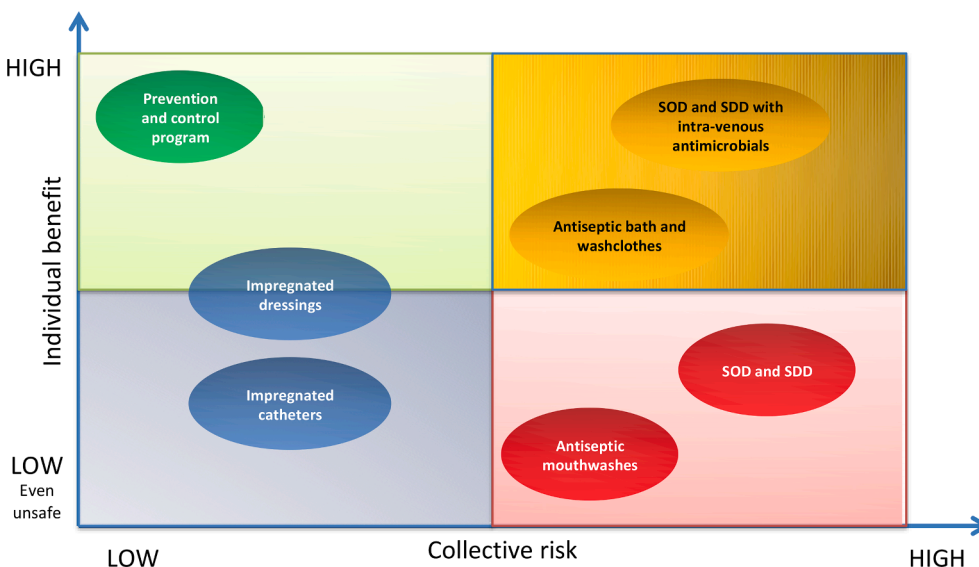 HIGH
Prevention
and control
program
SOD and SDD with
intra-venous
antimicrobials
Antiseptic bath and
washclothes
Individual benefit
Impregnated
dressings
Impregnated
catheters
SOD and SDD
Antiseptic
mouthwashes
LOW
Even
unsafe
LOW
Collective risk
HIGH